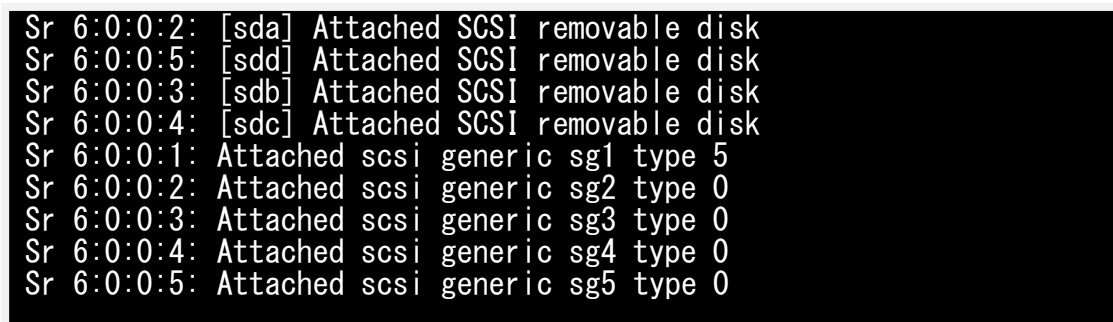 Sr 6:0:0:2: [sda] Attached SCSI removable disk
Sr 6:0:0:5: [sdd] Attached SCSI removable disk
Sr 6:0:0:3: [sdb] Attached SCSI removable disk
Sr 6:0:0:4: [sdc] Attached SCSI removable disk
Sr 6:0:0:1: Attached scsi generic sg1 type 5
Sr 6:0:0:2: Attached scsi generic sg2 type 0
Sr 6:0:0:3: Attached scsi generic sg3 type 0
Sr 6:0:0:4: Attached scsi generic sg4 type 0
Sr 6:0:0:5: Attached scsi generic sg5 type 0